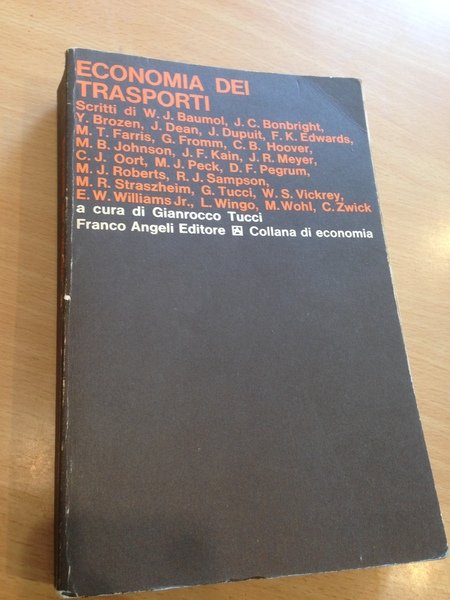 ECONOMIA DEI
TRASPORTI
Scritti di W. J. Baumol, J. C. Bonbright,
Y. Brozen, J. Dean, J. Dupuit, F. K. Edwards,
M. T. Farris, G. Fromm, C. B. Hoover,
M. B. Johnson, J. F. Kain, J. R. Meyer,
C. J. Oort, M. J. Peck, D. F. Pegrum,
M. J. Roberts, R. J. Sampson,
M. R. Straszheim, G. Tucci, W. S. Vickrey,
E. W. Williams Jr., L. Wingo, M. Wohl, C. Zwick
a cura di Gianrocco Tucci
Franco Angeli Editore Collana di economia